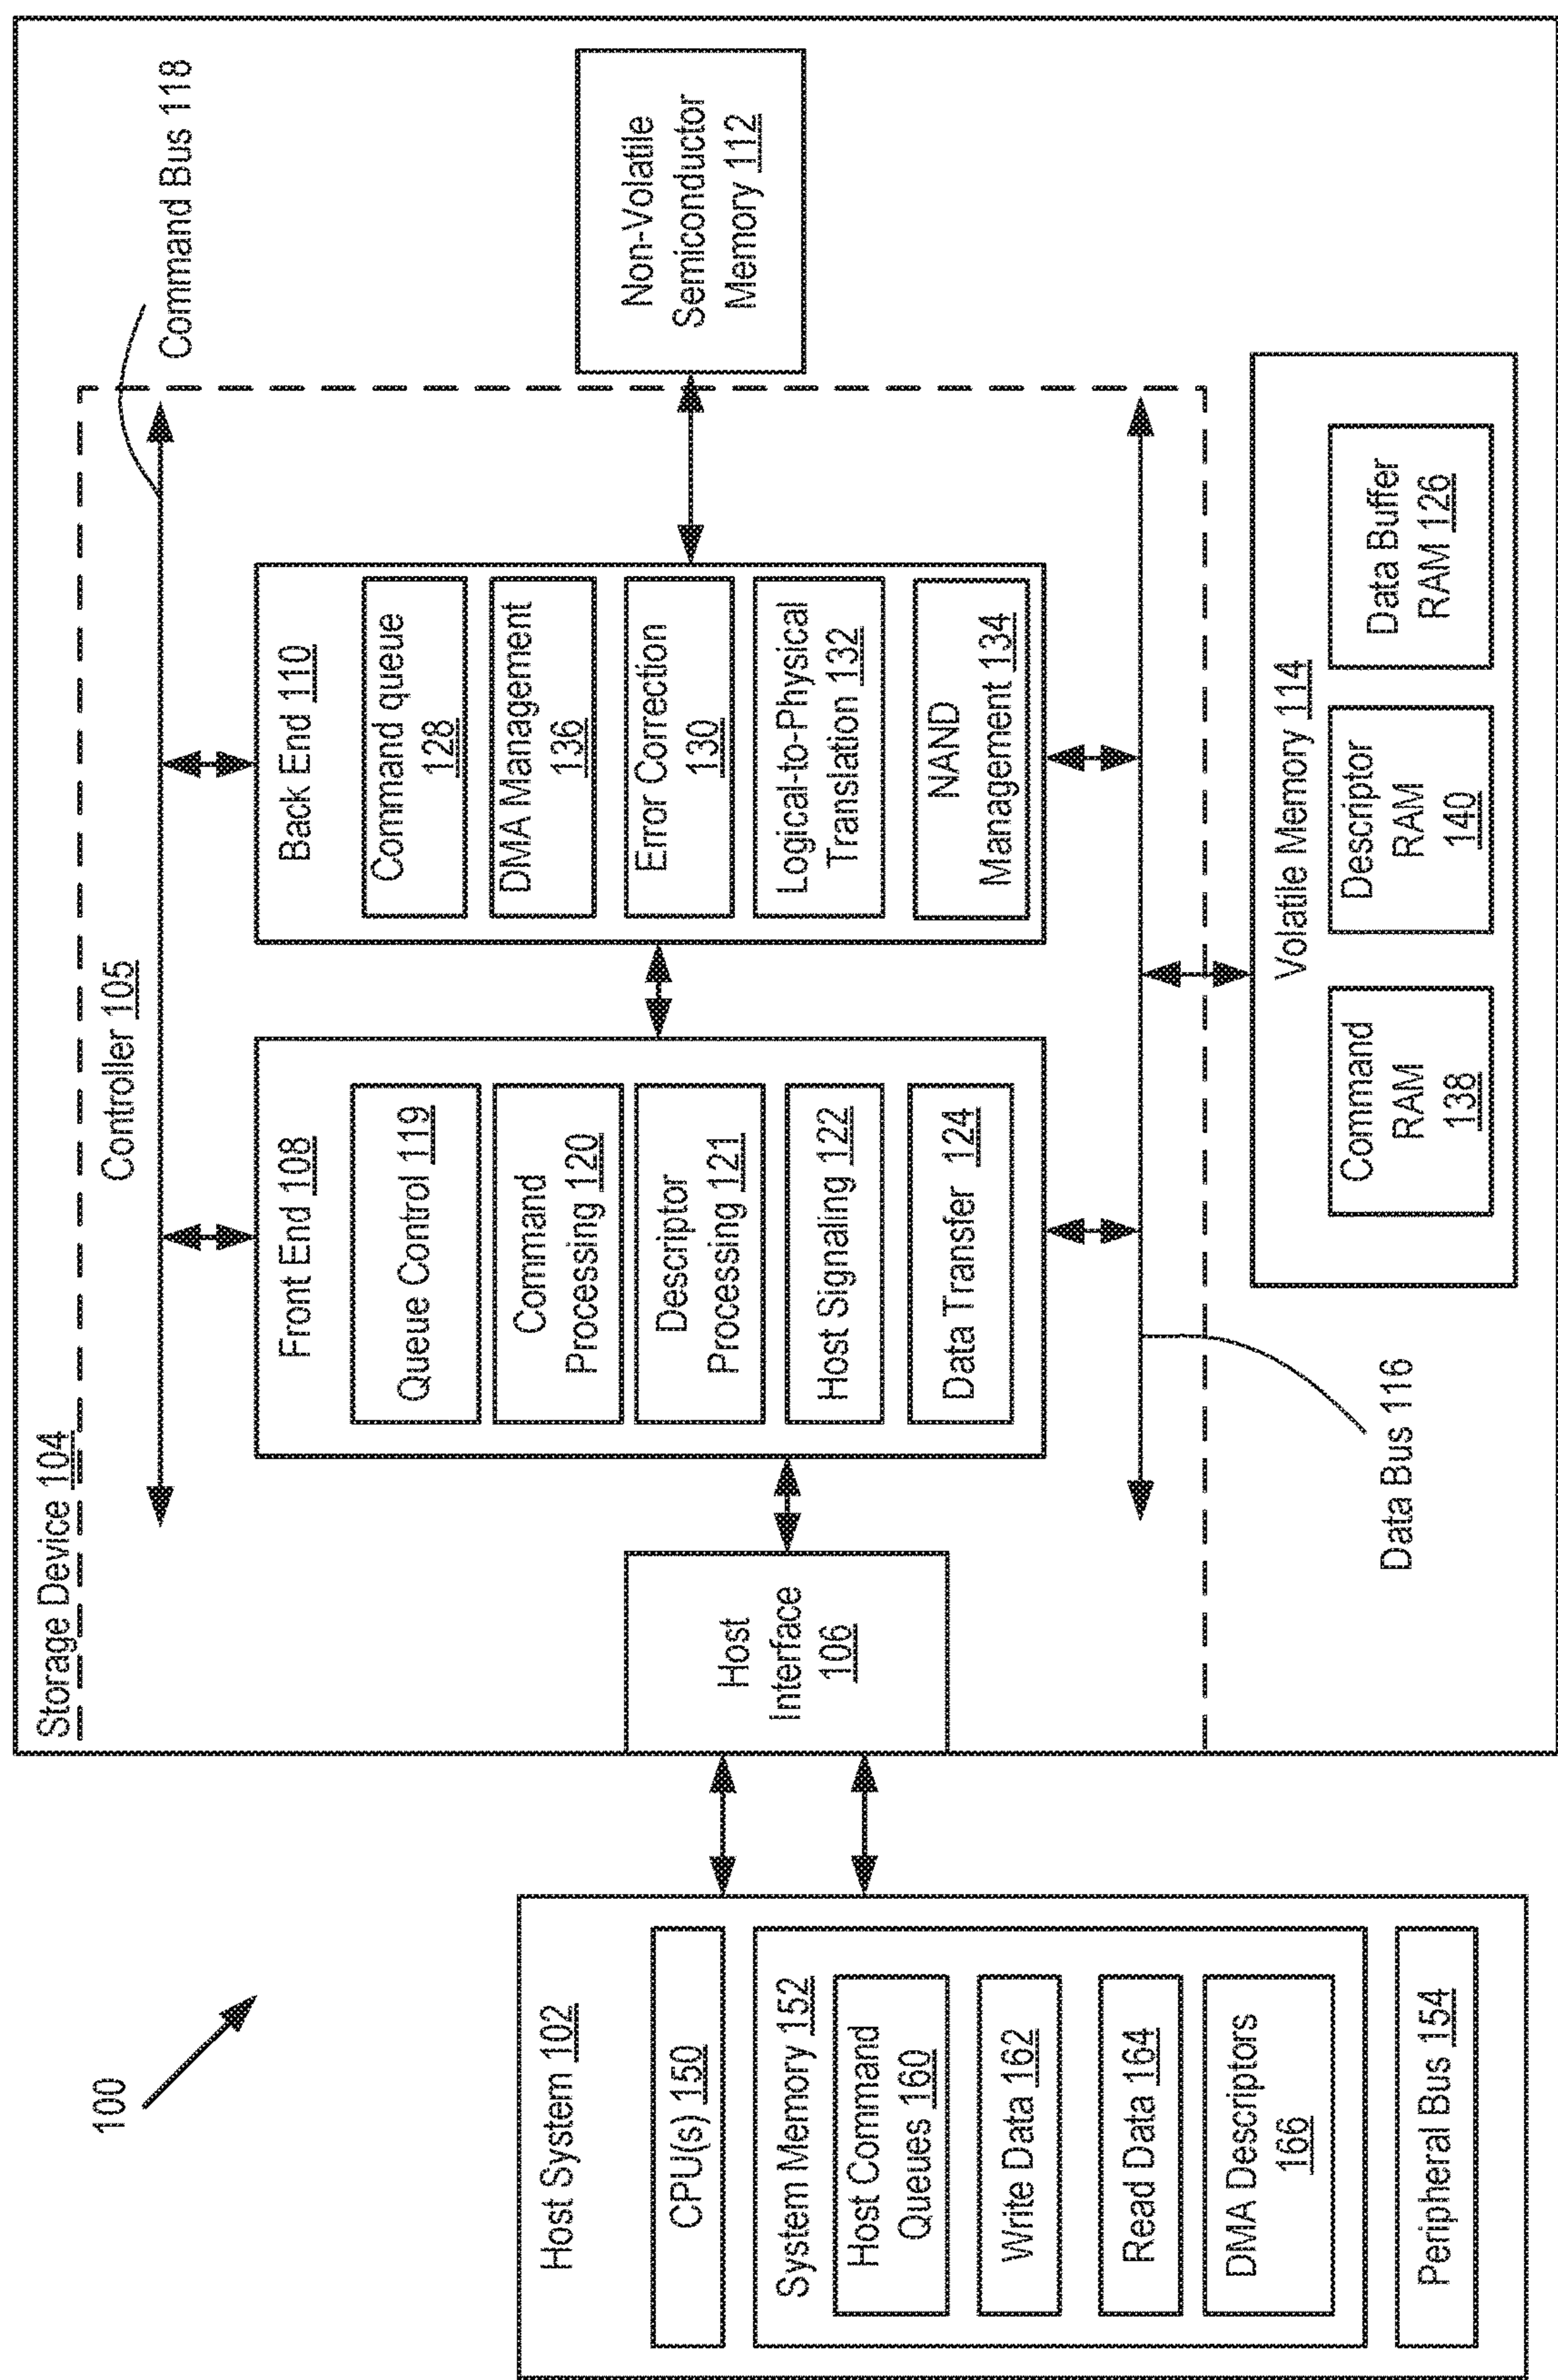 100
Host System 102
CPU(s) 150
System Memory 152
Host Command
Queues 160
Write Data 162
Read Data 164
DMA Descriptors
166
Peripheral Bus 154
Storage Device 104
Controller 105
Command Bus 118
Host
Interface
106
Front End 108
Queue Control 119
Command
Processing 120
Descriptor
Processing 121
Host Signaling 122
Data Transfer 124
Back End 110
Command queue
128
DMA Management
136
Error Correction
130
Logical-to-Physical
Translation 132
NAND
Management 134
Non-Volatile
Semiconductor
Memory 112
Data Bus 116
Volatile Memory 114
Command
RAM
138
Descriptor
RAM
140
Data Buffer
RAM 126